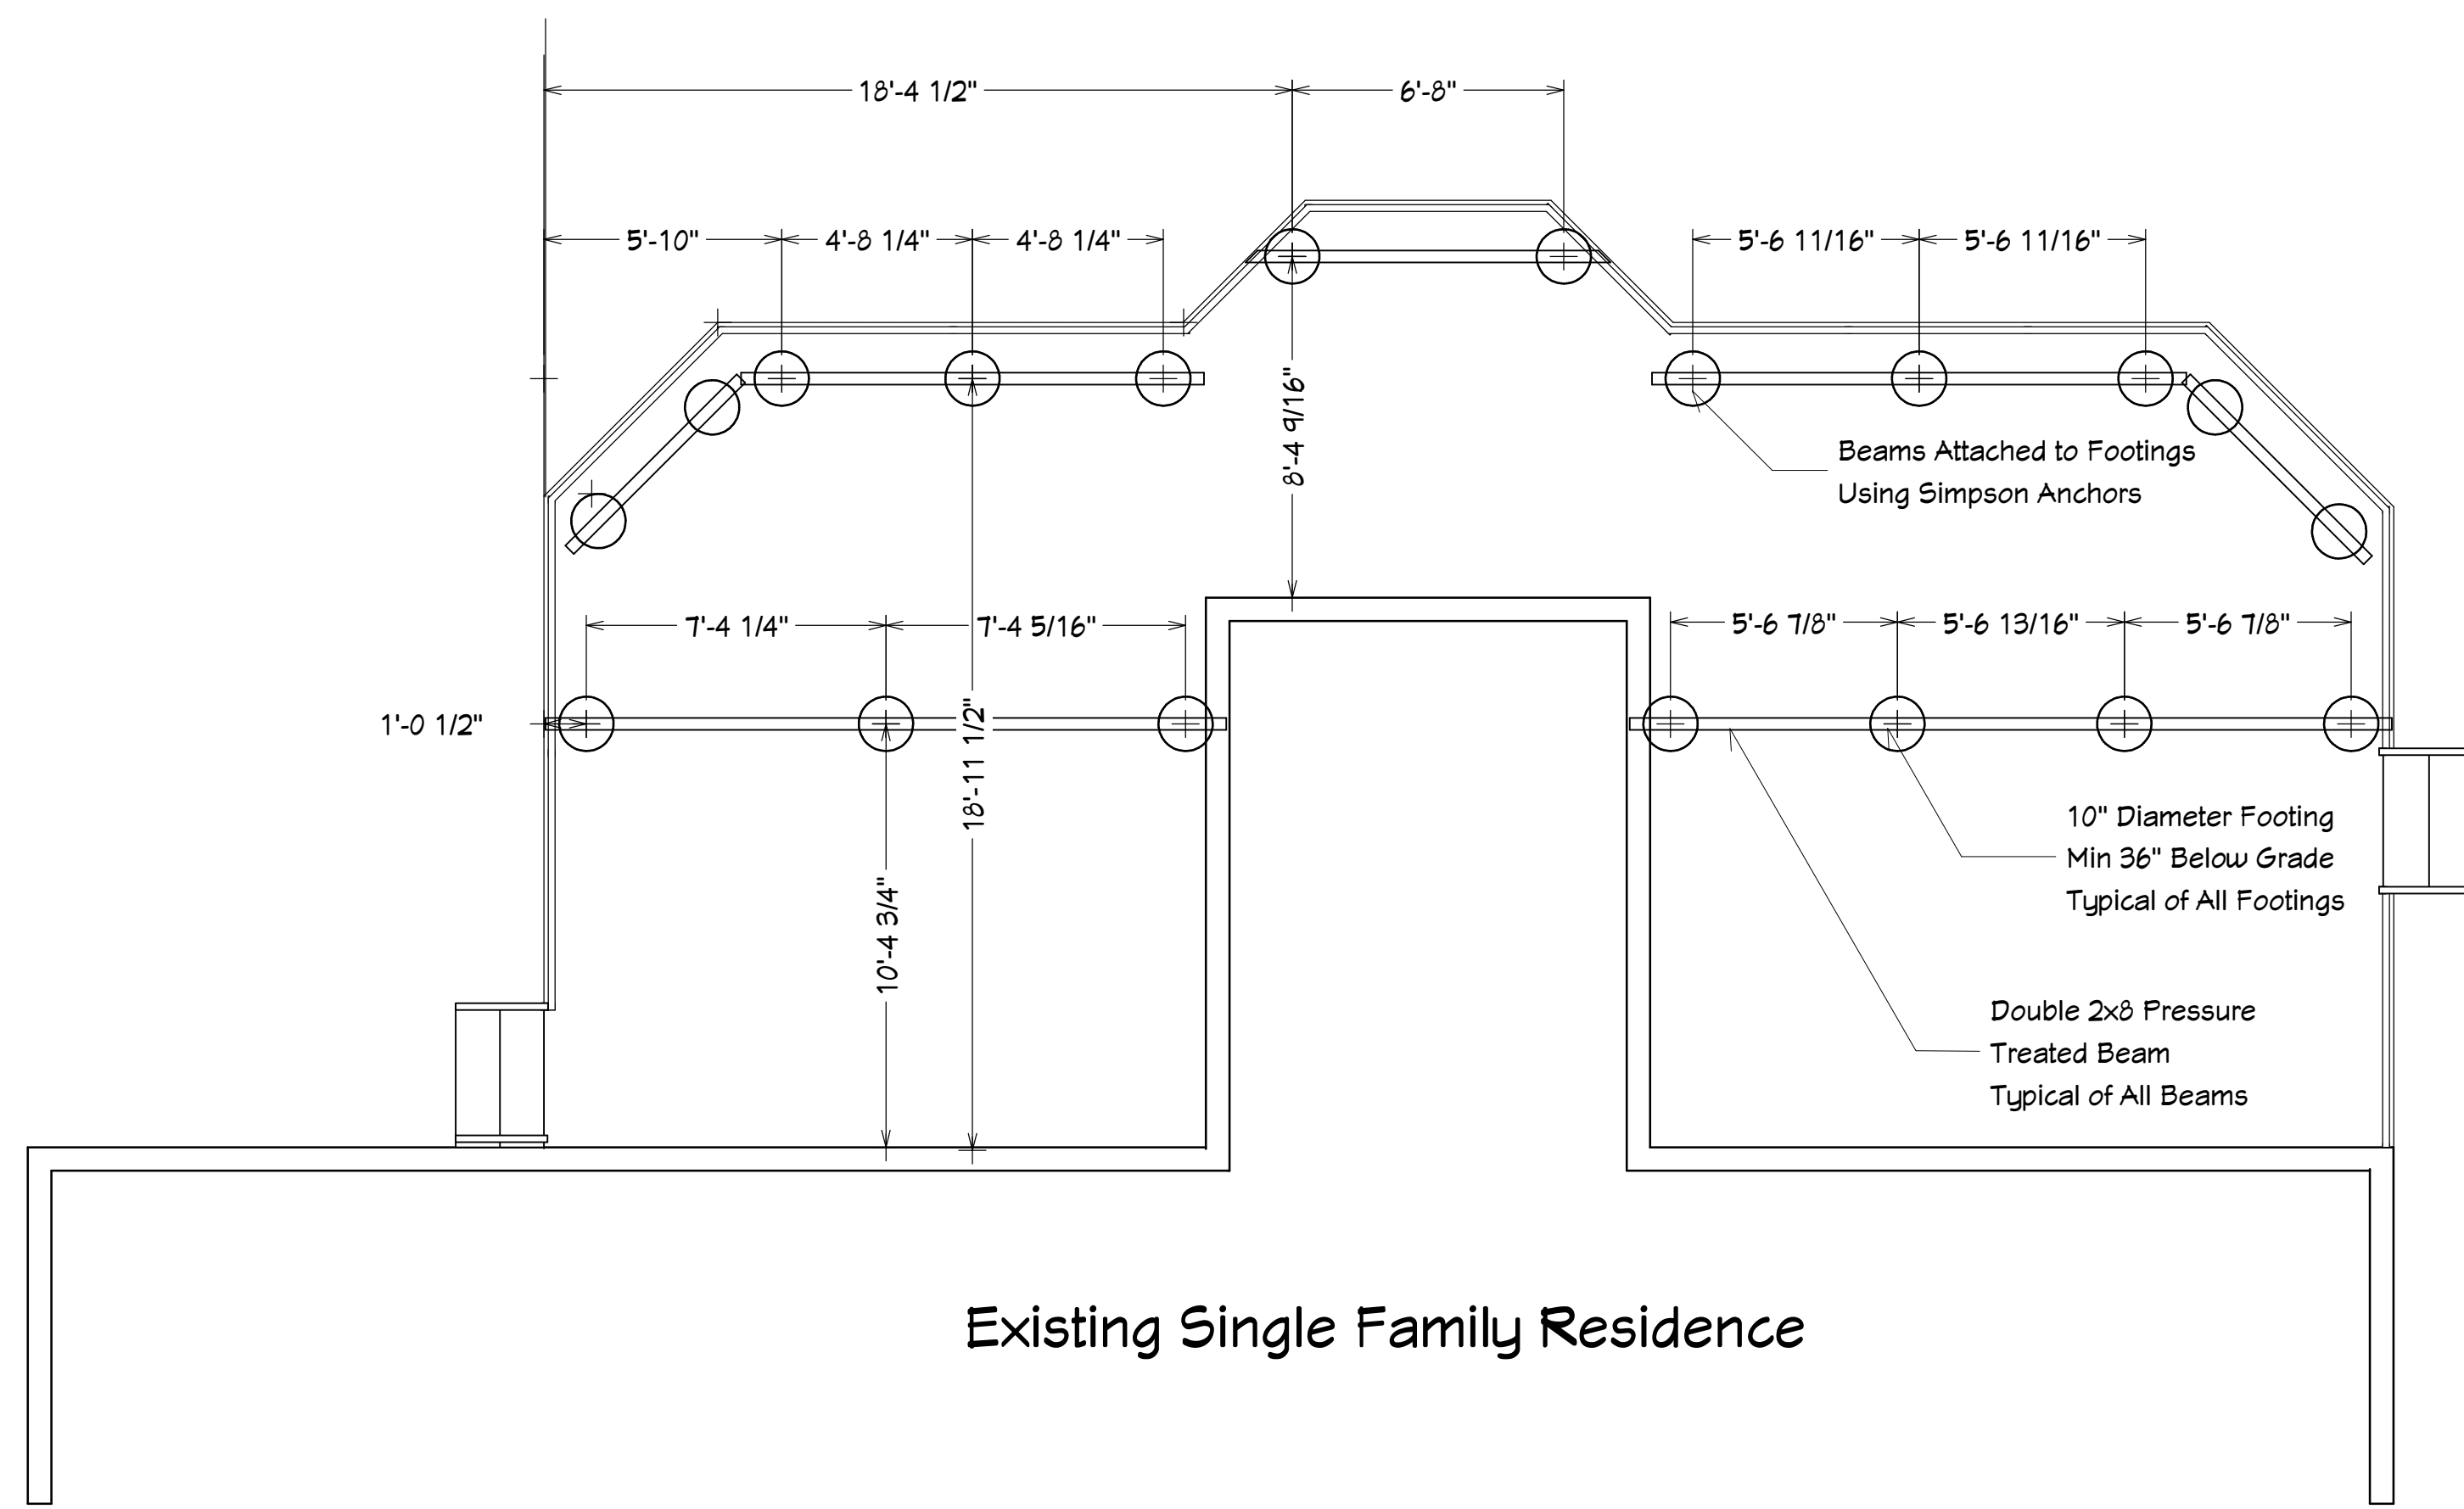 18'-4 1/2"
6'-8"
5'-10"
4'-8 1/4"
4'-8 1/4"
5'-6 11/16"
5'-6 11/16"
8'-4 9/16"
Beams Attached to Footings
Using Simpson Anchors
7'-4 1/4"
7'-4 5/16"
5'-6 7/8"
5'-6 13/16"
5'-6 7/8"
1'-0 1/2"
18'-11 1/2"
10'-4 3/4"
10" Diameter Footing
Min 36" Below Grade
Typical of All Footings
Double 2x8 Pressure
Treated Beam
Typical of All Beams
Existing Single Family Residence